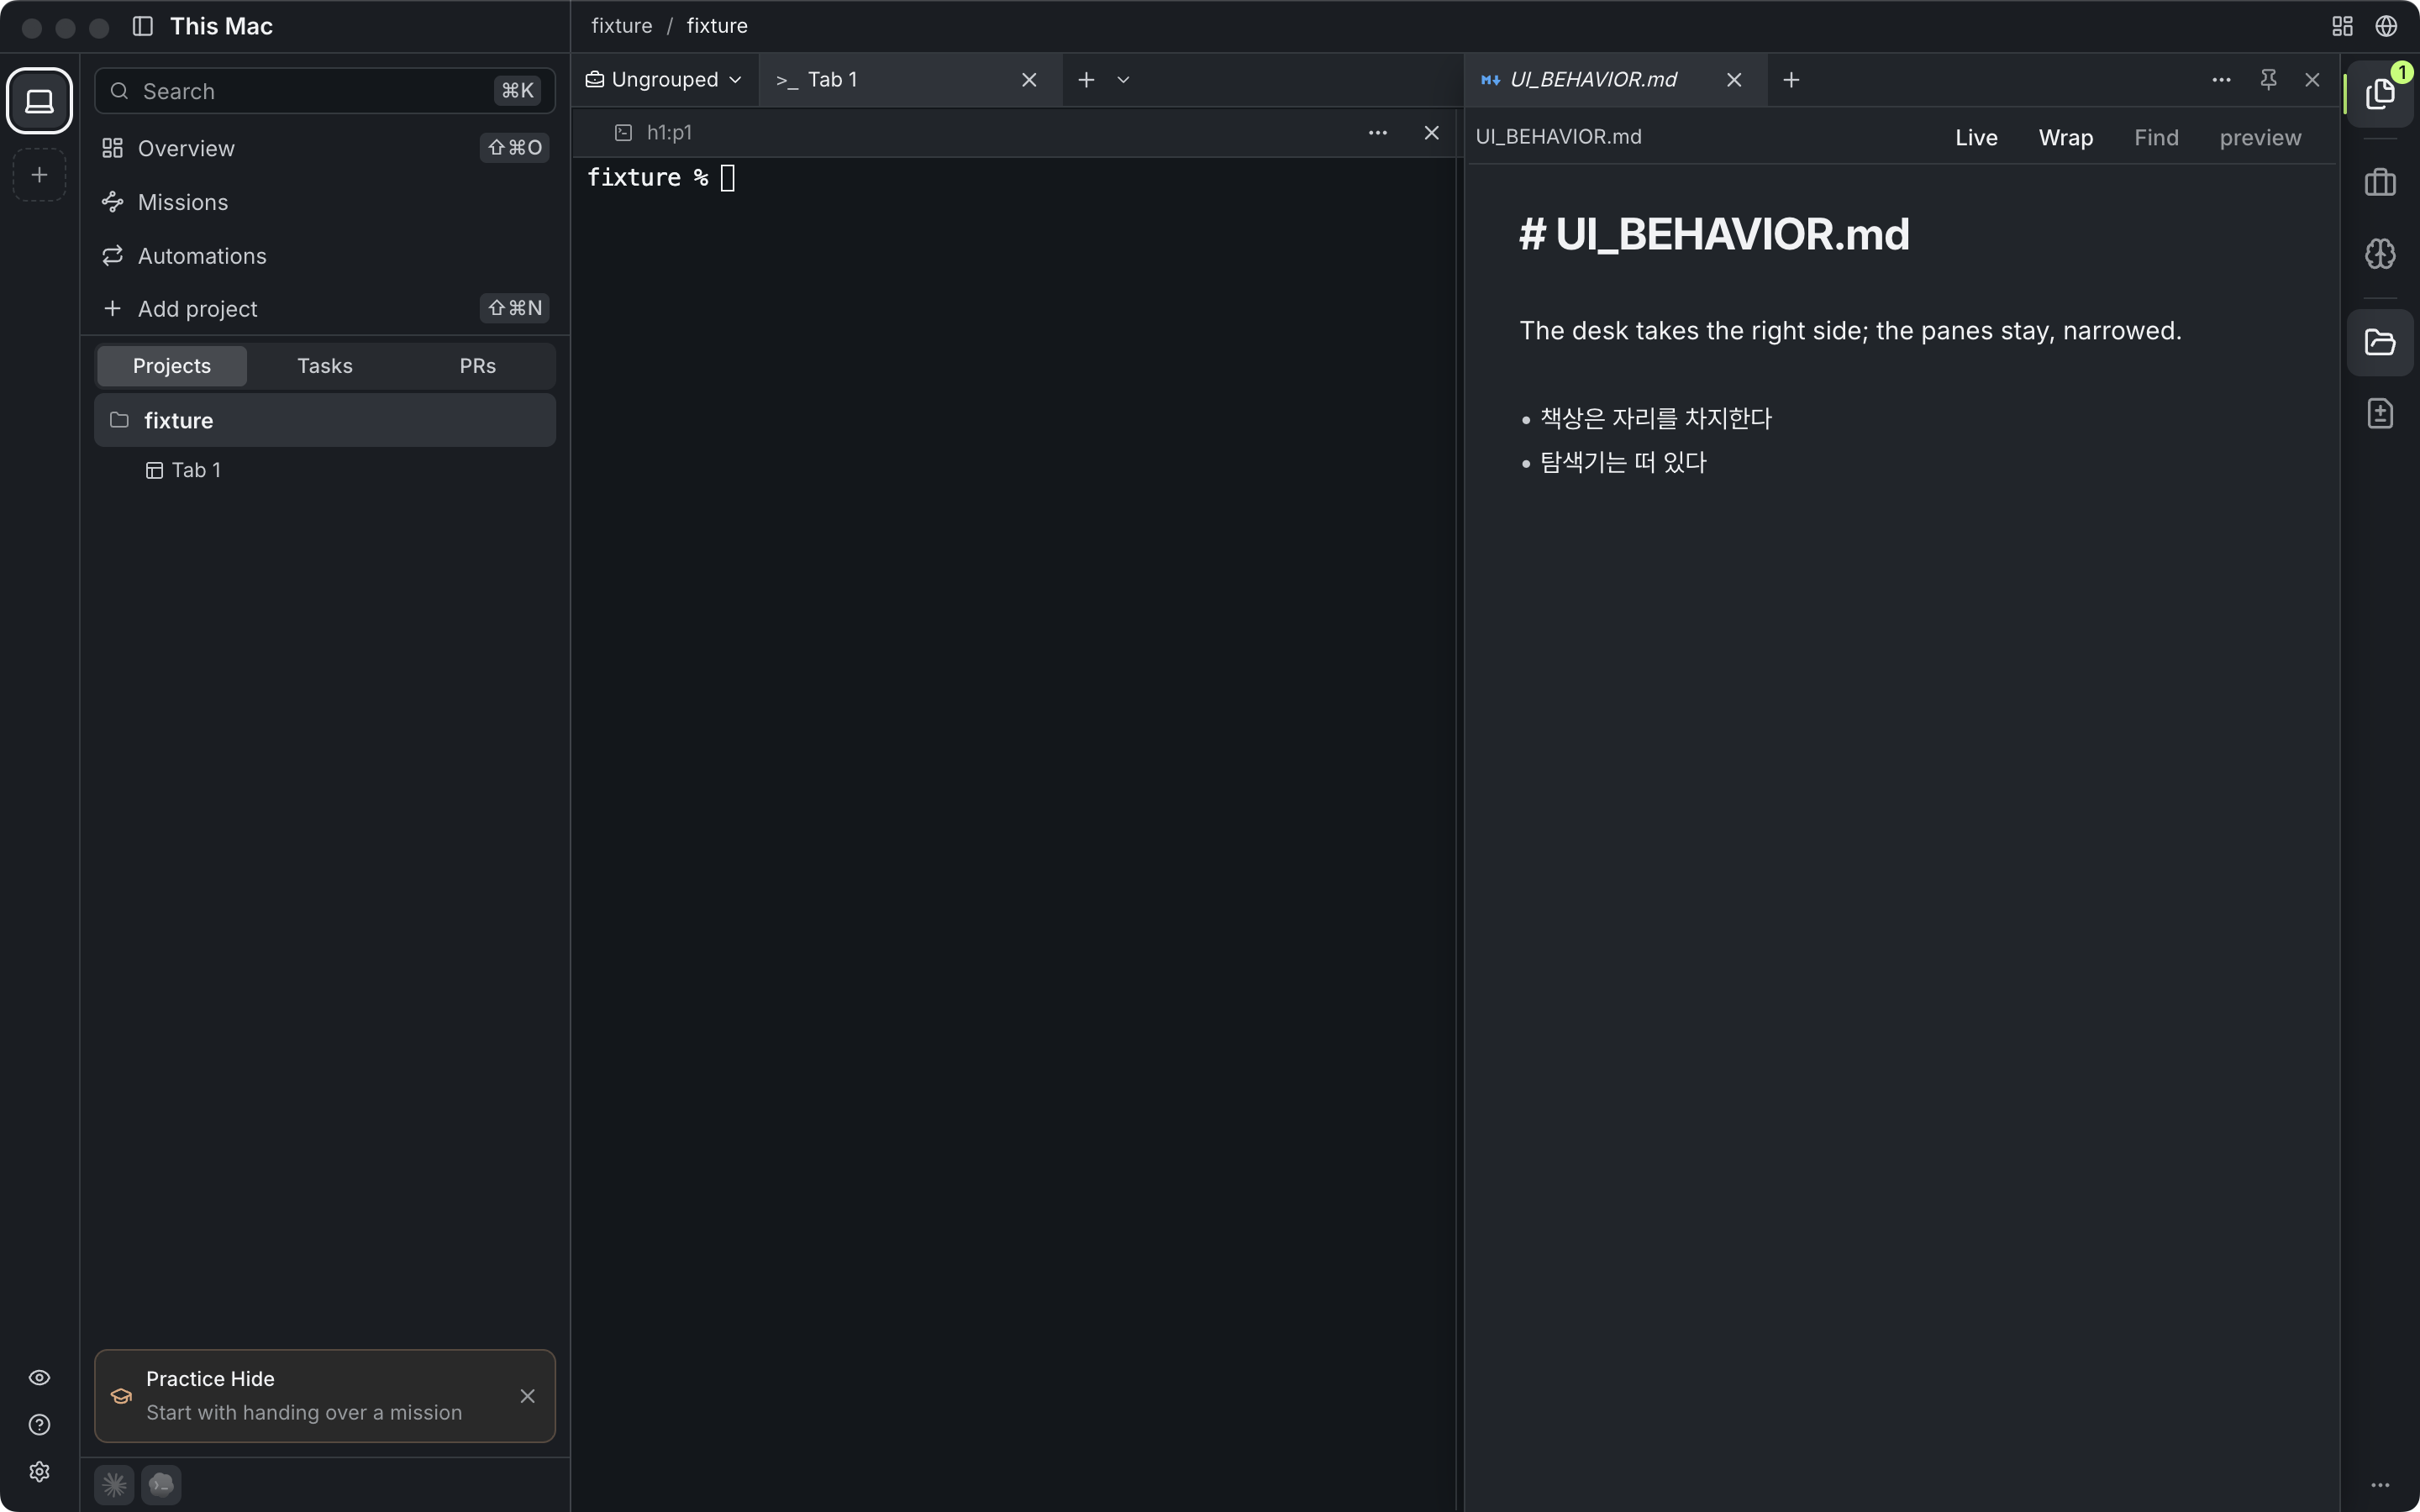 This Mac
fixture / fixture
Search ⌘K
Overview ⇧⌘O
Missions
Automations
Add project ⇧⌘N
Projects Tasks PRs
fixture
Tab 1
Practice Hide
Start with handing over a mission
Ungrouped
>_ Tab 1
h1:p1
fixture %
UI_BEHAVIOR.md
UI_BEHAVIOR.md Live Wrap Find preview
# UI_BEHAVIOR.md
The desk takes the right side; the panes stay, narrowed.
• 책상은 자리를 차지한다
• 탐색기는 떠 있다
1